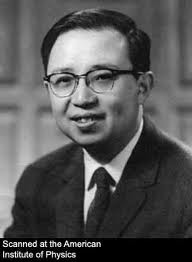 Scanned at the American
Institute of Physics